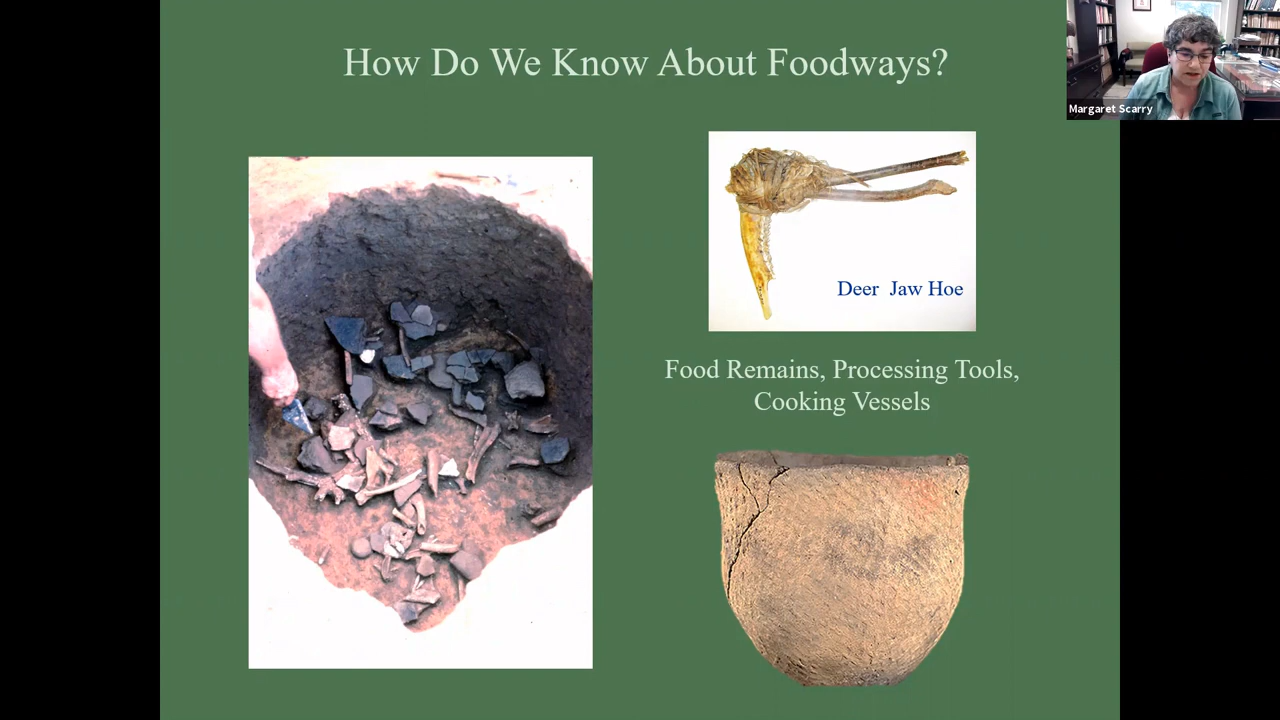 How Do We Know About Foodways?
Margaret Scarry
Deer Jaw Hoe
Food Remains, Processing Tools,
Cooking Vessels